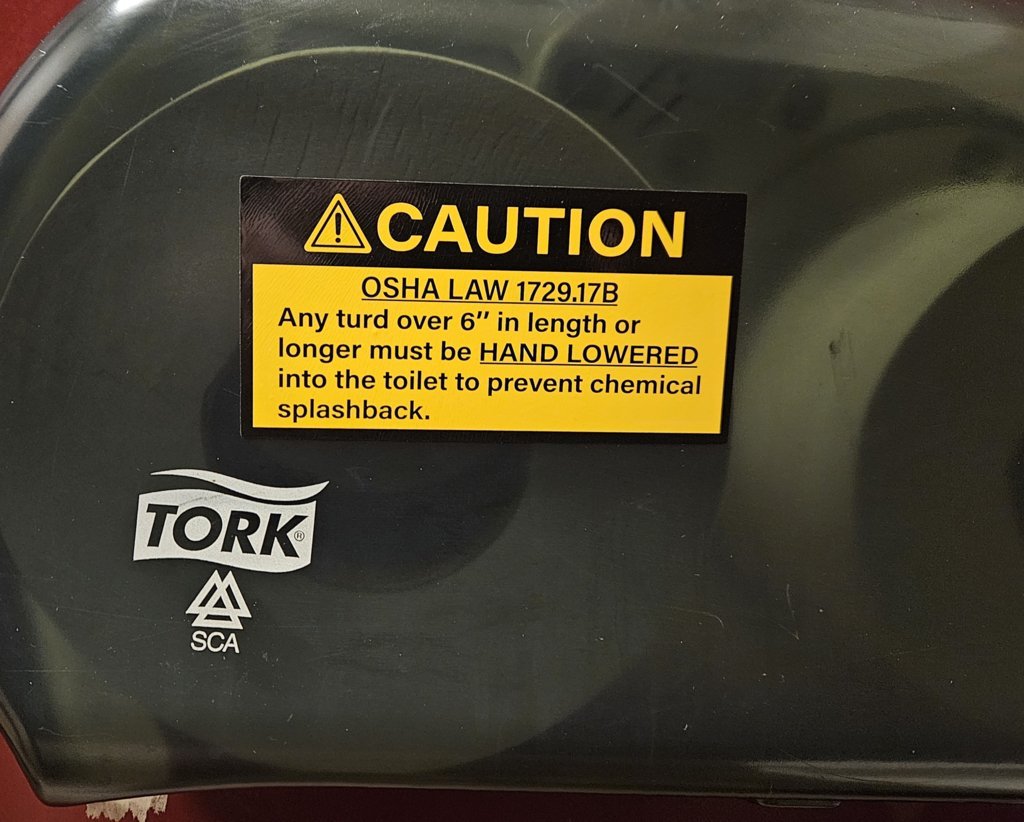 CAUTION
OSHA LAW 1729.17B
Any turd over 6" in length or
longer must be HAND LOWERED
into the toilet to prevent chemical
splashback.
TORK®
SCA